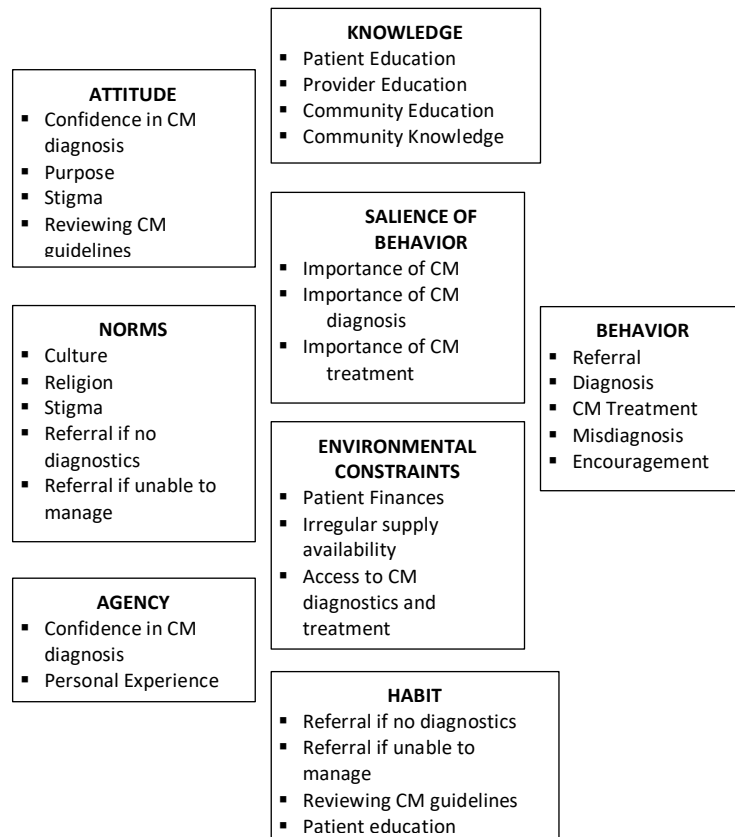 KNOWLEDGE
▪ Patient Education
▪ Provider Education
▪ Community Education
▪ Community Knowledge
ATTITUDE
▪ Confidence in CM
diagnosis
▪ Purpose
▪ Stigma
▪ Reviewing CM
guidelines
SALIENCE OF
BEHAVIOR
▪ Importance of CM
▪ Importance of CM
diagnosis
▪ Importance of CM
treatment
NORMS
▪ Culture
▪ Religion
▪ Stigma
▪ Referral if no
diagnostics
▪ Referral if unable to
manage
BEHAVIOR
▪ Referral
▪ Diagnosis
▪ CM Treatment
▪ Misdiagnosis
▪ Encouragement
ENVIRONMENTAL
CONSTRAINTS
▪ Patient Finances
▪ Irregular supply
availability
▪ Access to CM
diagnostics and
treatment
AGENCY
▪ Confidence in CM
diagnosis
▪ Personal Experience
HABIT
▪ Referral if no diagnostics
▪ Referral if unable to
manage
▪ Reviewing CM guidelines
▪ Patient education